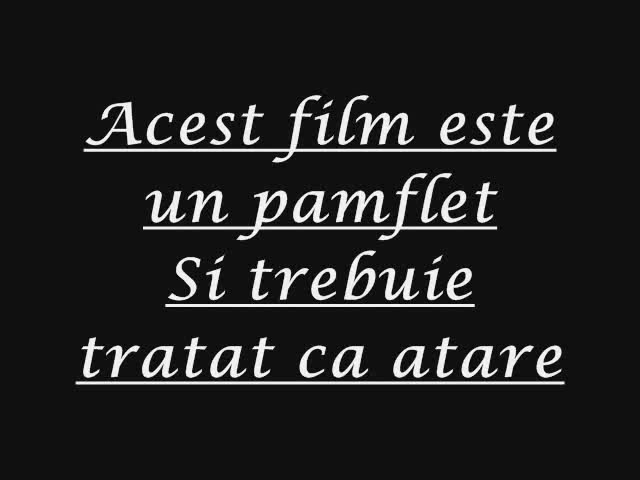 Acest film este
un pamflet
Si trebuie
tratat ca atare